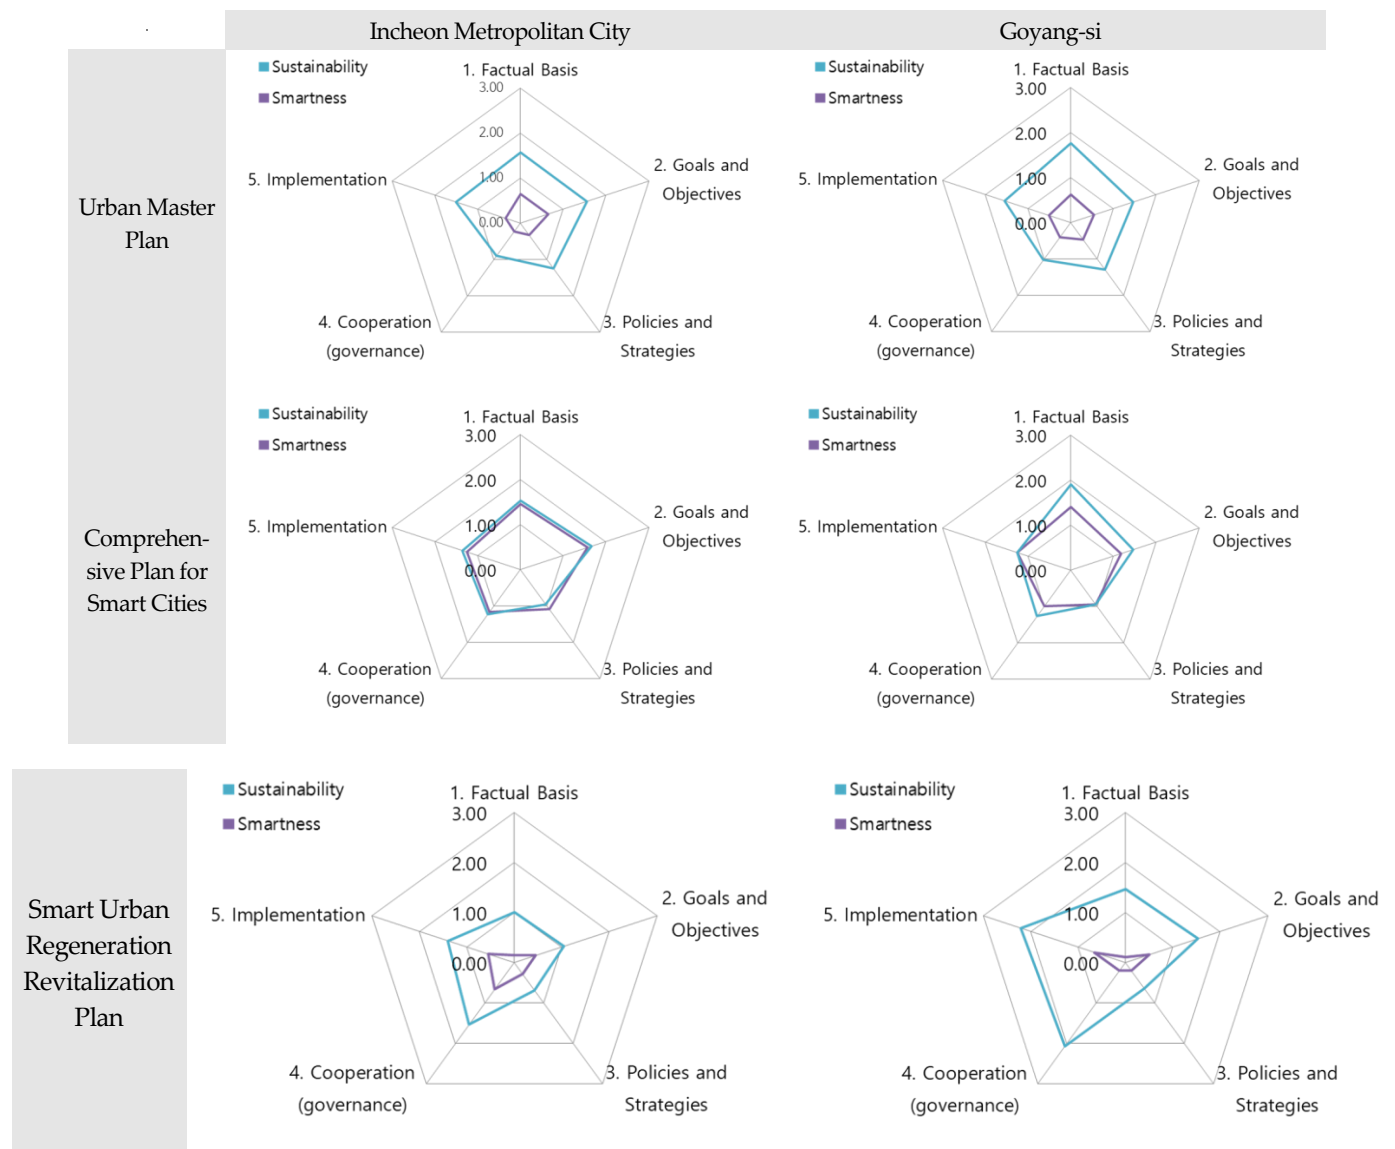 Incheon Metropolitan City
Goyang-si
Urban Master
Plan
Sustainability
Smartness
1. Factual Basis
3.00
2.00
1.00
0.00
2. Goals and
Objectives
3. Policies and
Strategies
4. Cooperation
(governance)
5. Implementation
Sustainability
Smartness
1. Factual Basis
3.00
2.00
1.00
0.00
2. Goals and
Objectives
3. Policies and
Strategies
4. Cooperation
(governance)
5. Implementation
Comprehen-
sive Plan for
Smart Cities
Sustainability
Smartness
1. Factual Basis
3.00
2.00
1.00
0.00
2. Goals and
Objectives
3. Policies and
Strategies
4. Cooperation
(governance)
5. Implementation
Sustainability
Smartness
1. Factual Basis
3.00
2.00
1.00
0.00
2. Goals and
Objectives
3. Policies and
Strategies
4. Cooperation
(governance)
5. Implementation
Smart Urban
Regeneration
Revitalization
Plan
Sustainability
Smartness
1. Factual Basis
3.00
2.00
1.00
0.00
2. Goals and
Objectives
3. Policies and
Strategies
4. Cooperation
(governance)
5. Implementation
Sustainability
Smartness
1. Factual Basis
3.00
2.00
1.00
0.00
2. Goals and
Objectives
3. Policies and
Strategies
4. Cooperation
(governance)
5. Implementation